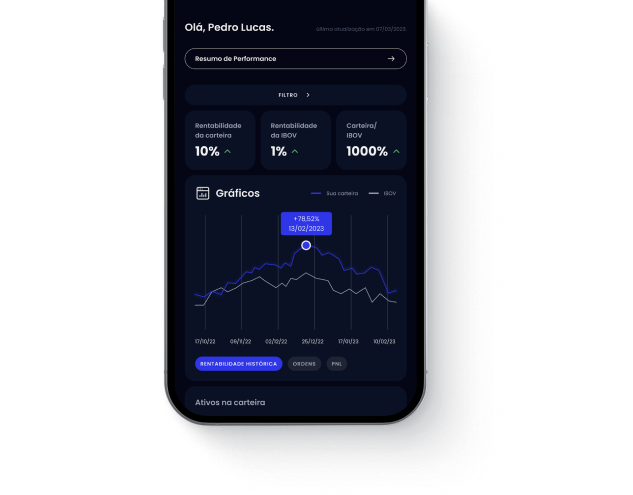 Olá, Pedro Lucas.
Última atualização em 07/03/2023.
Resumo de Performance
FILTRO
Rentabilidade
da carteira
10%
Rentabilidade
da IBOV
1%
Carteira/
IBOV
1000%
Gráficos
Sua carteira
IBOV
+78,52%
13/02/2023
17/10/22 09/11/22 02/12/22 25/12/22 17/01/23 10/02/23
RENTABILIDADE HISTÓRICA
ORDENS
PNL
Ativos na carteira